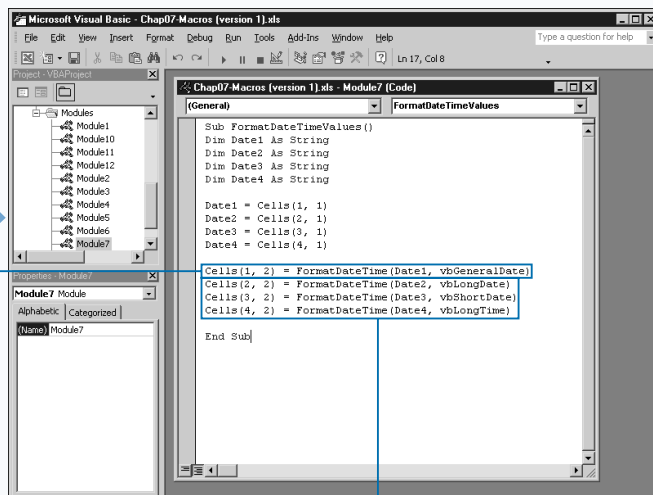 Microsoft Visual Basic - Chap07-Macros (version 1).xls
File Edit View Insert Format Debug Run Tools Add-Ins Window Help
Type a question for help
Ln 17, Col 8
Project - VBAProject
Modules
Module1
Module10
Module11
Module12
Module2
Module3
Module4
Module5
Module6
Module7
Properties - Module7
Module7 Module
Alphabetic Categorized
(Name) Module7
Chap07-Macros (version 1).xls - Module7 (Code)
(General) FormatDateTimeValues
Sub FormatDateTimeValues()
Dim Date1 As String
Dim Date2 As String
Dim Date3 As String
Dim Date4 As String
Date1 = Cells(1, 1)
Date2 = Cells(2, 1)
Date3 = Cells(3, 1)
Date4 = Cells(4, 1)
Cells(1, 2) = FormatDateTime(Date1, vbGeneralDate)
Cells(2, 2) = FormatDateTime(Date2, vbLongDate)
Cells(3, 2) = FormatDateTime(Date3, vbShortDate)
Cells(4, 2) = FormatDateTime(Date4, vbLongTime)
End Sub